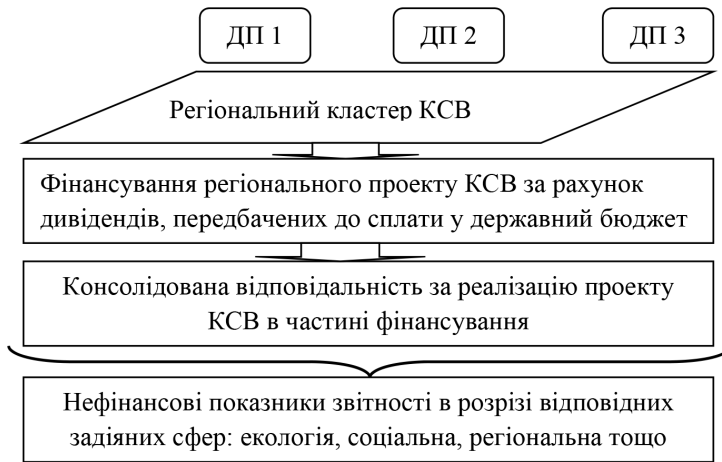 ДП 1 ДП 2 ДП 3
Регіональний кластер КСВ
Фінансування регіонального проекту КСВ за рахунок
дивідендів, передбачених до сплати у державний бюджет
Консолідована відповідальність за реалізацію проекту
КСВ в частині фінансування
Нефінансові показники звітності в розрізі відповідних
задіяних сфер: екологія, соціальна, регіональна тощо